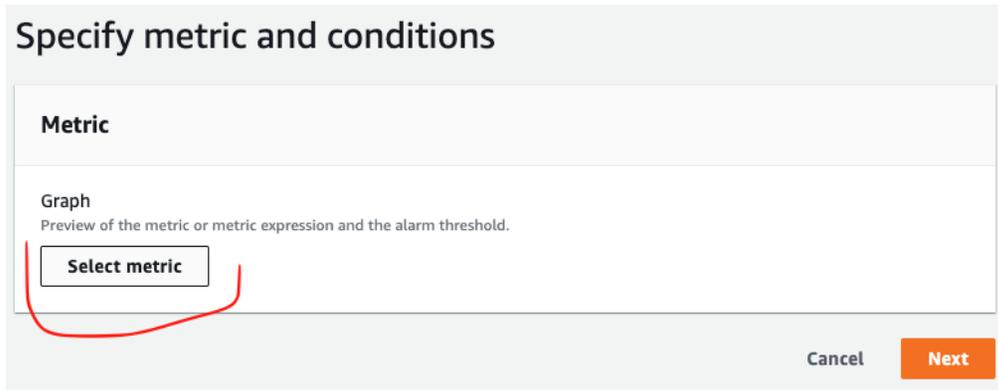 Specify metric and conditions
Metric
Graph
Preview of the metric or metric expression and the alarm threshold.
Select metric
Cancel Next